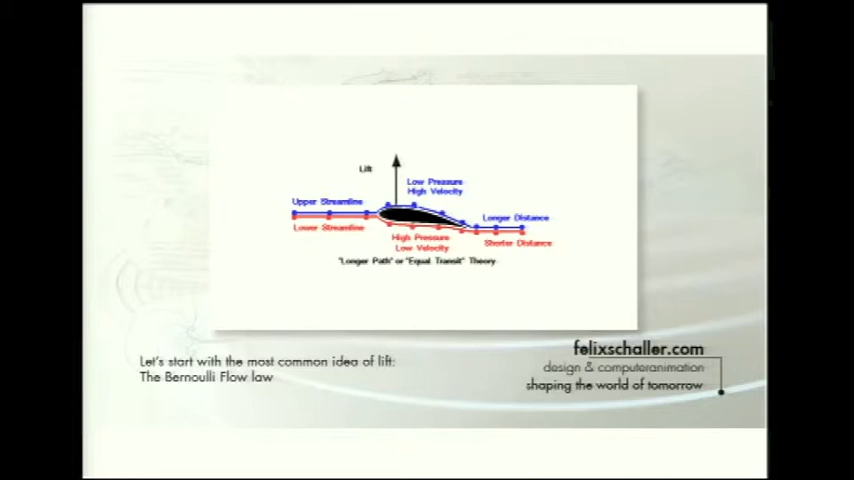 Lift
Low Pressure
High Velocity
Upper Streamline
Longer Distance
Lower Streamline
High Pressure
Low Velocity
Shorter Distance
"Longer Path" or "Equal Transit" Theory
Let's start with the most common idea of lift:
The Bernoulli Flow law
felixschaller.com
design & computeranimation
shaping the world of tomorrow